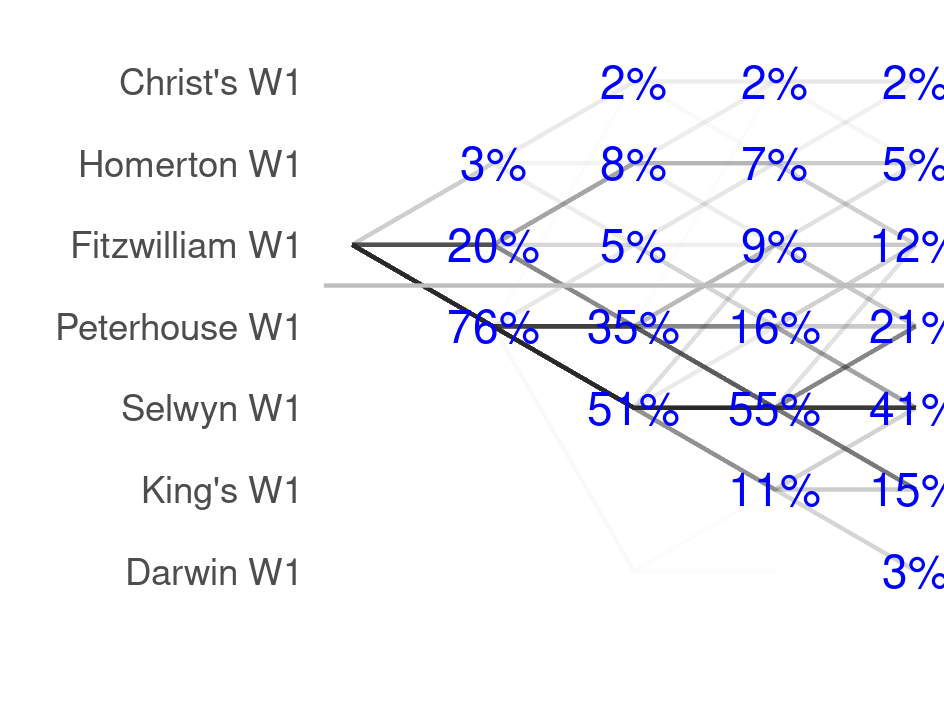 Christ's W1 2% 2% 2%
Homerton W1 3% 8% 7% 5%
Fitzwilliam W1 20% 5% 9% 12%
Peterhouse W1 76% 35% 16% 21%
Selwyn W1 51% 55% 41%
King's W1 11% 15%
Darwin W1 3%